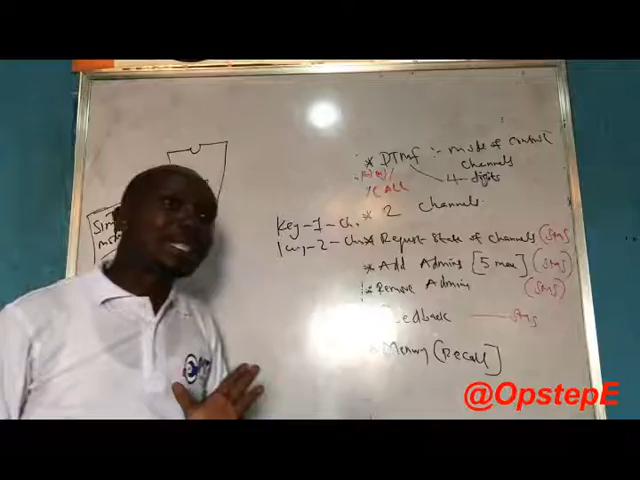 * DTMF :- mode of control
channels
4-digits
/CALL
* 2 channels.
Key-1-Ch.
Key-2-Ch
* Request State of channels (SMS)
* Add Admins [5 max] (SMS)
* Remove Admin (SMS)
Feedback — SMS
Memory (Recall]
@OpstepE